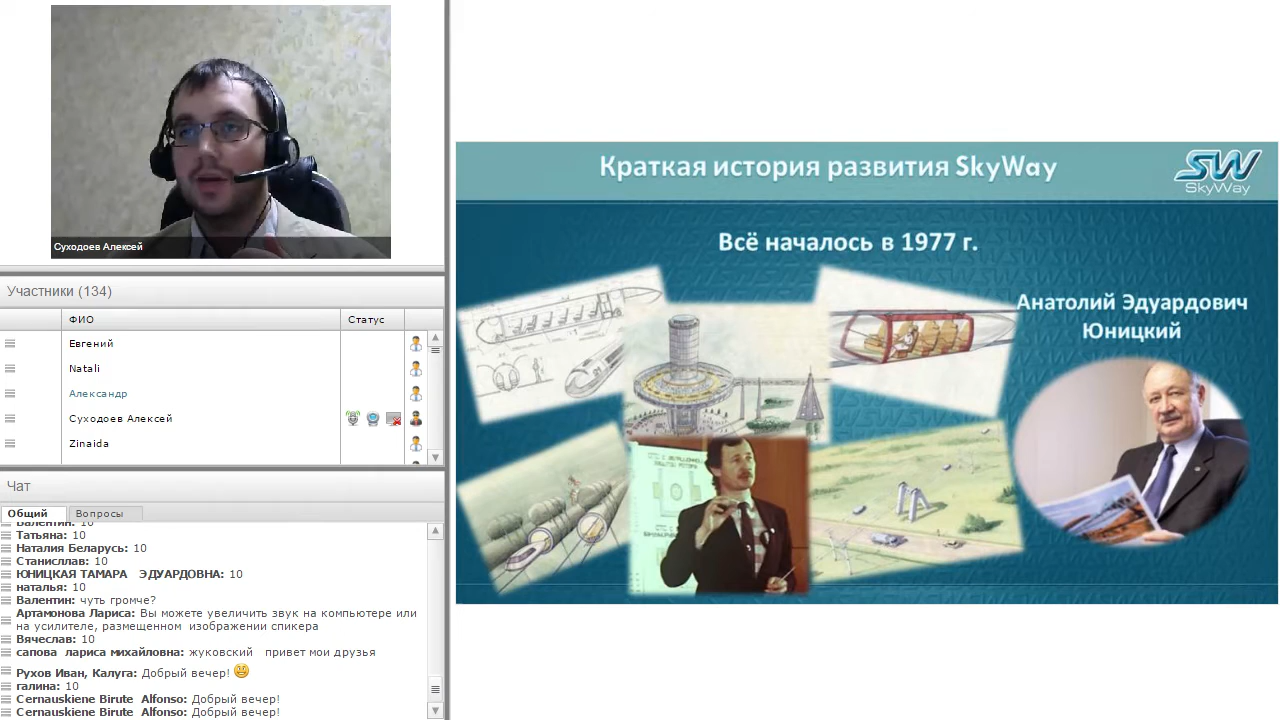 Суходоев Алексей
Участники (134)
ФИО
Статус
Евгений
Natali
Александр
Суходоев Алексей
Zinaida
Чат
Общий
Вопросы
Валентин: 10
Татьяна: 10
Наталия Беларусь: 10
Станисллав: 10
ЮНИЦКАЯ ТАМАРА ЭДУАРДОВНА: 10
наталья: 10
Валентин: чуть громче?
Артамонова Лариса: Вы можете увеличить звук на компьютере или
на усилителе, размещенном изображении спикера
Вячеслав: 10
сапова лариса михайловна: жуковский привет мои друзья
Рухов Иван, Калуга: Добрый вечер!
галина: 10
Cernauskiene Birute Alfonso: Добрый вечер!
Cernauskiene Birute Alfonso: Добрый вечер!
Краткая история развития SkyWay
SW
SkyWay
Всё началось в 1977 г.
Анатолий Эдуардович
Юницкий